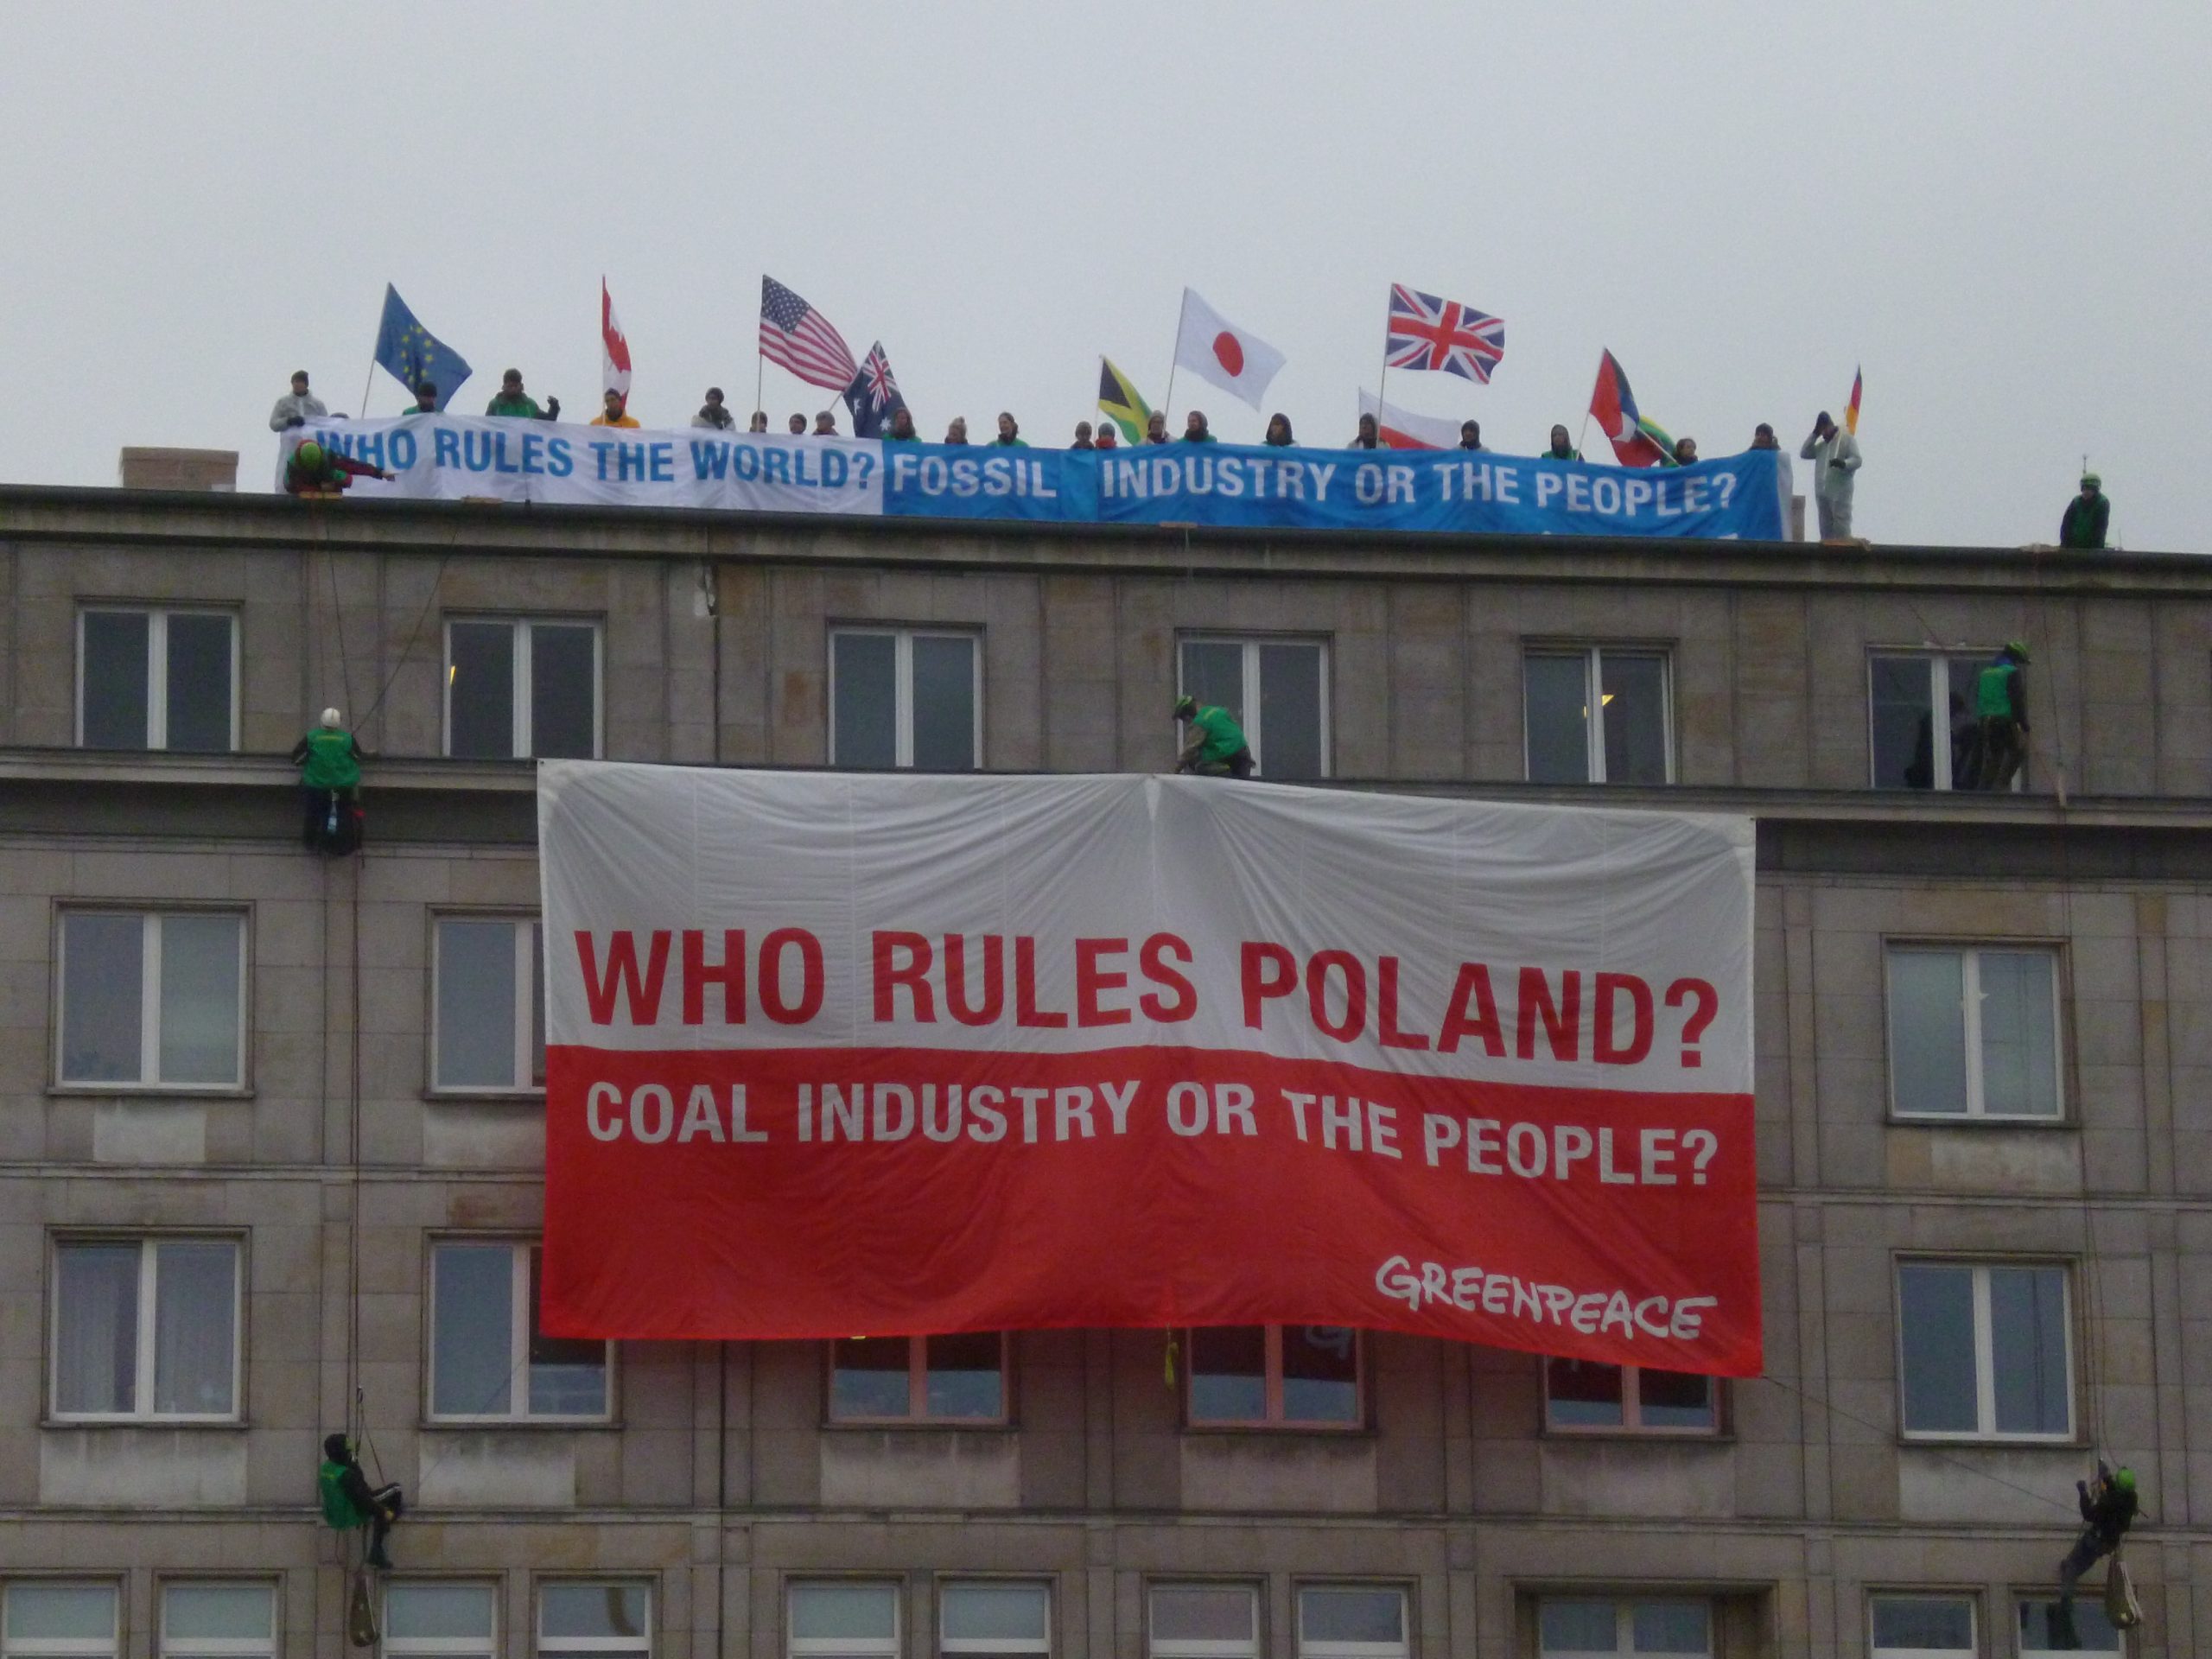 WHO RULES THE WORLD? FOSSIL INDUSTRY OR THE PEOPLE?
WHO RULES POLAND?
COAL INDUSTRY OR THE PEOPLE?
GREENPEACE